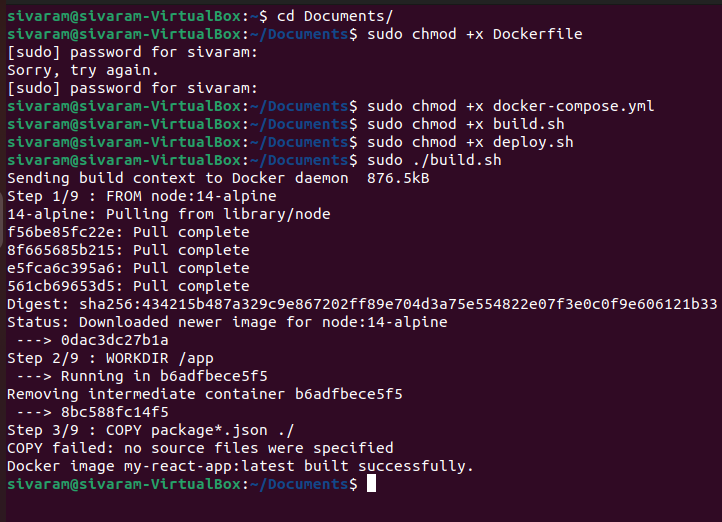 sivaram@sivaram-VirtualBox:~$ cd Documents/
sivaram@sivaram-VirtualBox:~/Documents$ sudo chmod +x Dockerfile
[sudo] password for sivaram:
Sorry, try again.
[sudo] password for sivaram:
sivaram@sivaram-VirtualBox:~/Documents$ sudo chmod +x docker-compose.yml
sivaram@sivaram-VirtualBox:~/Documents$ sudo chmod +x build.sh
sivaram@sivaram-VirtualBox:~/Documents$ sudo chmod +x deploy.sh
sivaram@sivaram-VirtualBox:~/Documents$ sudo ./build.sh
Sending build context to Docker daemon  876.5kB
Step 1/9 : FROM node:14-alpine
14-alpine: Pulling from library/node
f56be85fc22e: Pull complete
8f665685b215: Pull complete
e5fca6c395a6: Pull complete
561cb69653d5: Pull complete
Digest: sha256:434215b487a329c9e867202ff89e704d3a75e554822e07f3e0c0f9e606121b33
Status: Downloaded newer image for node:14-alpine
 ---> 0dac3dc27b1a
Step 2/9 : WORKDIR /app
 ---> Running in b6adfbece5f5
Removing intermediate container b6adfbece5f5
 ---> 8bc588fc14f5
Step 3/9 : COPY package*.json ./
COPY failed: no source files were specified
Docker image my-react-app:latest built successfully.
sivaram@sivaram-VirtualBox:~/Documents$